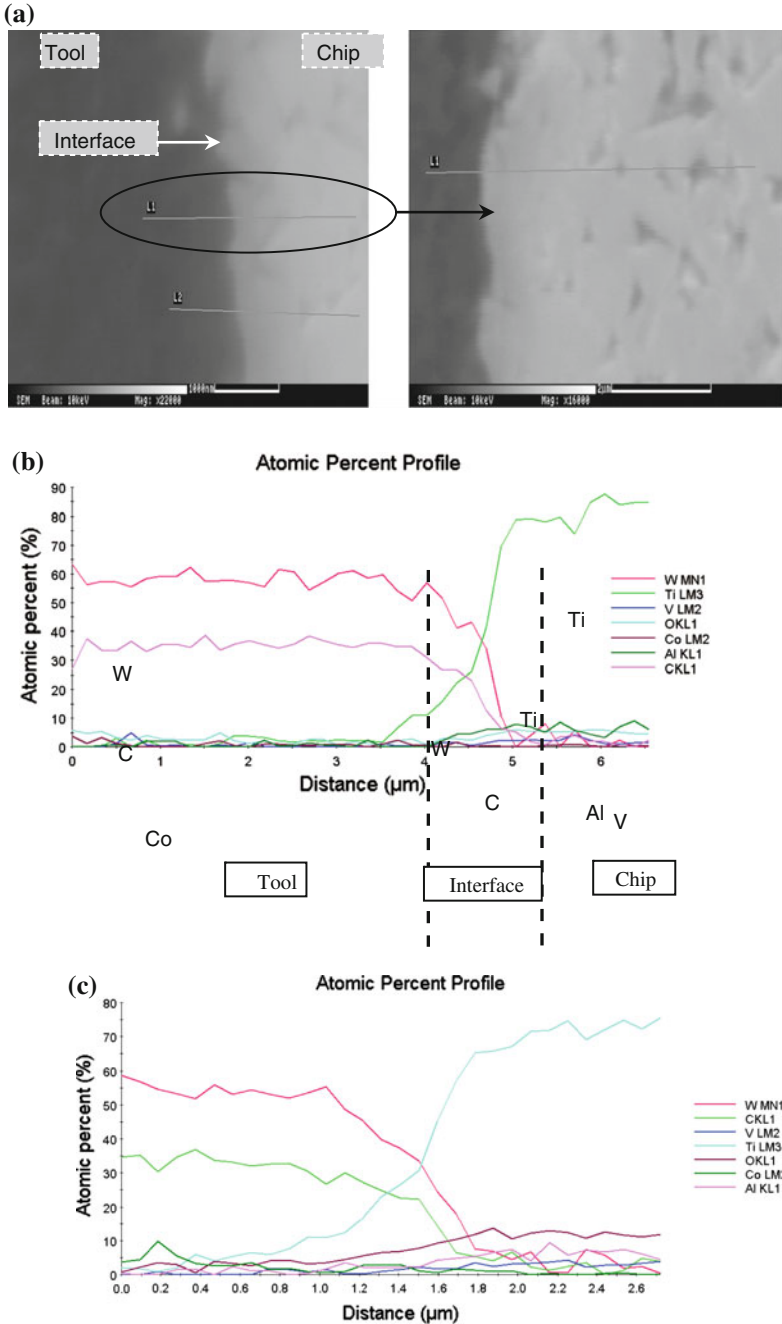 (a)
Tool
Chip
Interface
L1
L2
L1
1000nm
SEM Beam: 10keV Mag: x22000
2µm
SEM Beam: 10keV Mag: x16000
(b)
Atomic Percent Profile
Atomic percent (%)
90
80
70
60
50
40
30
20
10
0
0 1 2 3 4 5 6
Distance (µm)
W MN1
Ti LM3
V LM2
OKL1
Co LM2
Al KL1
CKL1
W
C
Co
W
Ti
C
Ti
Al V
Tool
Interface
Chip
(c)
Atomic Percent Profile
Atomic percent (%)
80
70
60
50
40
30
20
10
0
0.0 0.2 0.4 0.6 0.8 1.0 1.2 1.4 1.6 1.8 2.0 2.2 2.4 2.6
Distance (µm)
W MN1
CKL1
V LM2
Ti LM3
OKL1
Co LM2
Al KL1